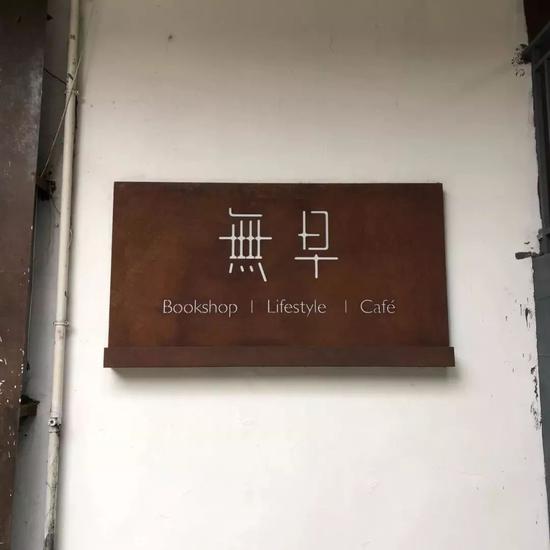 無早
Bookshop | Lifestyle | Café